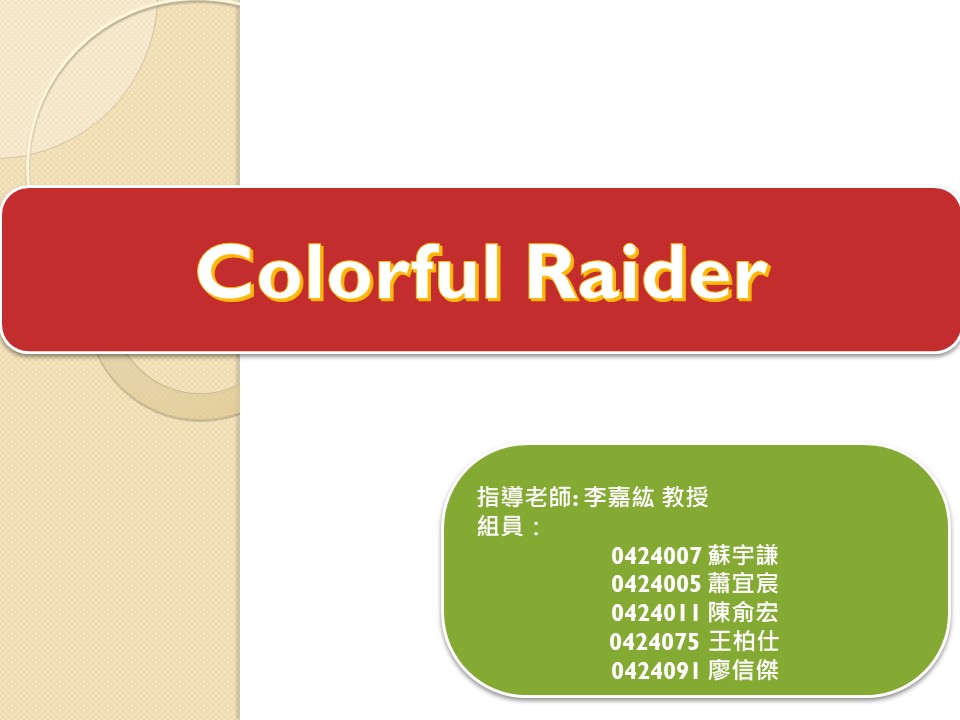 Colorful Raider
指導老師: 李嘉紘 教授
組員：
0424007 蘇宇謙
0424005 蕭宜宸
0424011 陳俞宏
0424075 王柏仕
0424091 廖信傑